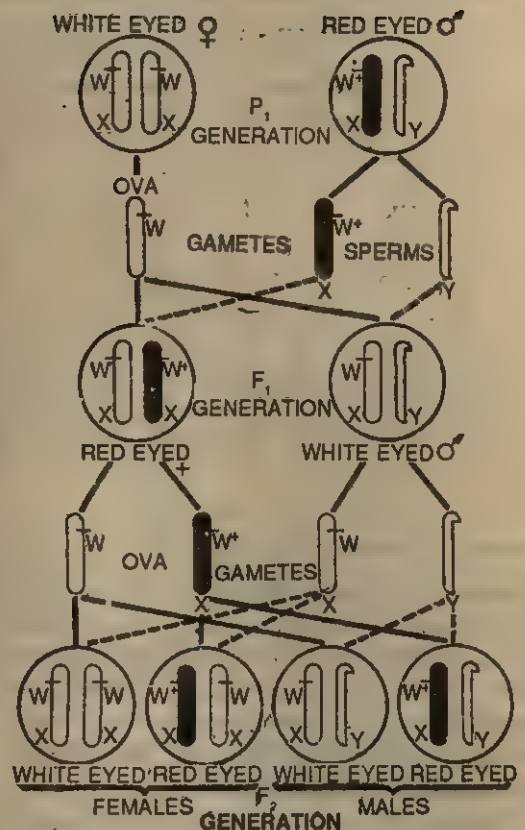 WHITE EYED ♀ RED EYED ♂
W W W+
X X X Y
P1
GENERATION
OVA
W GAMETES W+ SPERMS
X Y
W W+ F1 W
X X GENERATION X Y
RED EYED WHITE EYED ♂
W OVA W+ GAMETES W
X X Y
W W W+ W W W+
X X X X X Y X Y
WHITE EYED RED EYED WHITE EYED RED EYED
FEMALES F2 MALES
GENERATION